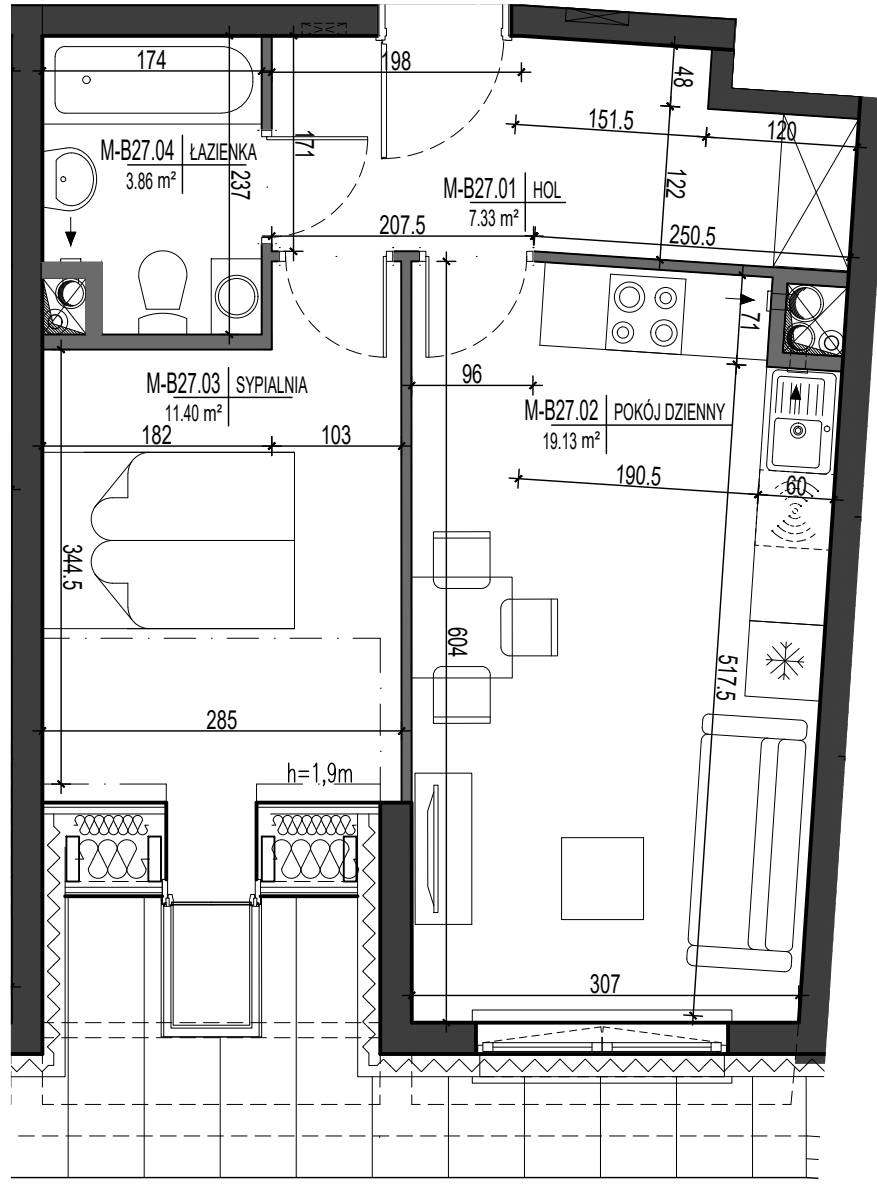 174
198
48
151.5
120
M-B27.04 ŁAZIENKA
3.86 m²
171
237
122
M-B27.01 HOL
7.33 m²
207.5
250.5
71
M-B27.03 SYPIALNIA
11.40 m²
96
M-B27.02 POKÓJ DZIENNY
19.13 m²
182
103
190.5
60
344.5
604
517.5
285
h=1,9m
307